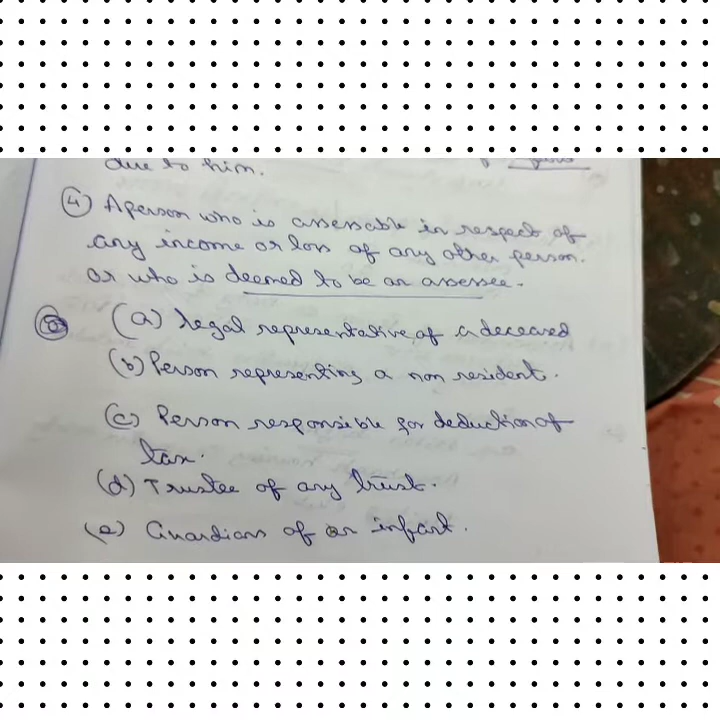 due to him.
(4) A person who is assessable in respect of
any income or loss of any other person.
or who is deemed to be an assessee.
(a) legal representative of a deceased
(b) Person representing a non resident.
(c) Person responsible for deduction of
tax.
(d) Trustee of any trust.
(e) Guardians of an infant.